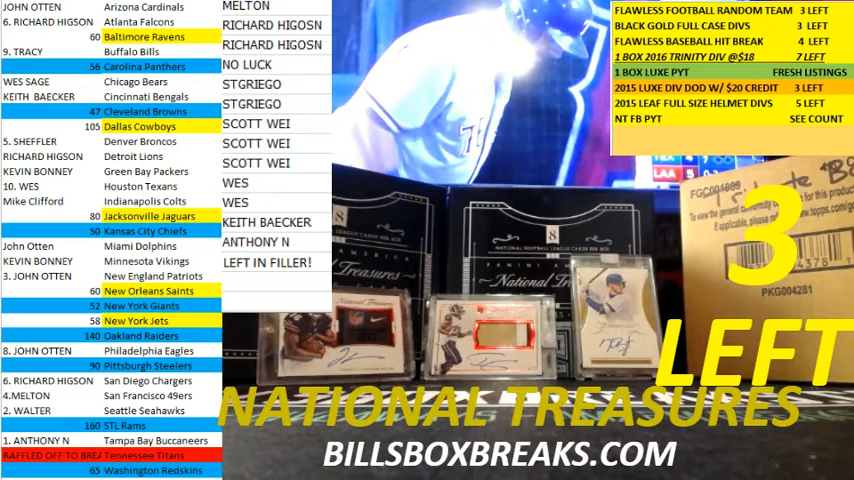 JOHN OTTEN Arizona Cardinals
6. RICHARD HIGSON Atlanta Falcons
60 Baltimore Ravens
9. TRACY Buffalo Bills
56 Carolina Panthers
WES SAGE Chicago Bears
KEITH BAECKER Cincinnati Bengals
47 Cleveland Browns
105 Dallas Cowboys
5. SHEFFLER Denver Broncos
RICHARD HIGSON Detroit Lions
KEVIN BONNEY Green Bay Packers
10. WES Houston Texans
Mike Clifford Indianapolis Colts
80 Jacksonville Jaguars
50 Kansas City Chiefs
John Otten Miami Dolphins
KEVIN BONNEY Minnesota Vikings
3. JOHN OTTEN New England Patriots
60 New Orleans Saints
52 New York Giants
58 New York Jets
140 Oakland Raiders
8. JOHN OTTEN Philadelphia Eagles
90 Pittsburgh Steelers
6. RICHARD HIGSON San Diego Chargers
4.MELTON San Francisco 49ers
2. WALTER Seattle Seahawks
160 STL Rams
1. ANTHONY N Tampa Bay Buccaneers
RAFFLED OFF TO BREA Tennessee Titans
65 Washington Redskins
MELTON
RICHARD HIGOSN
RICHARD HIGOSN
NO LUCK
STGRIEGO
STGRIEGO
SCOTT WEI
SCOTT WEI
SCOTT WEI
WES
WES
KEITH BAECKER
ANTHONY N
LEFT IN FILLER!
FLAWLESS FOOTBALL RANDOM TEAM 3 LEFT
BLACK GOLD FULL CASE DIVS 3 LEFT
FLAWLESS BASEBALL HIT BREAK 4 LEFT
1 BOX 2016 TRINITY DIV @$18 7 LEFT
1 BOX LUXE PYT FRESH LISTINGS
2015 LUXE DIV DOD W/ $20 CREDIT 3 LEFT
2015 LEAF FULL SIZE HELMET DIVS 5 LEFT
NT FB PYT SEE COUNT
TEX 4
LAA 5
8
8
National Treasures
PKG004281
3
LEFT
NATIONAL TREASURES
BILLSBOXBREAKS.COM